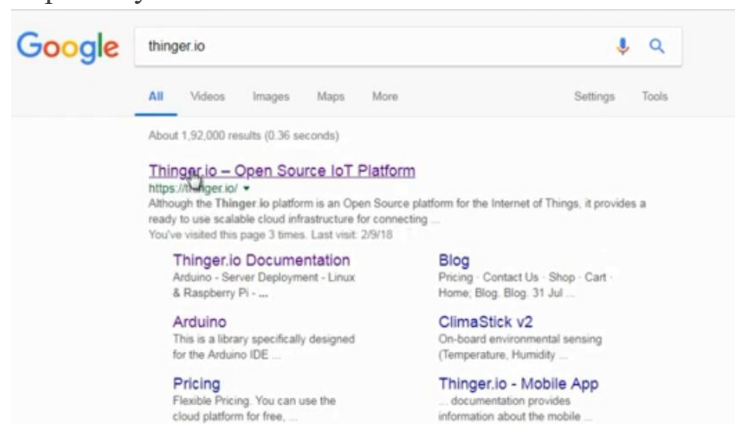 Google
thinger.io
All Videos Images Maps More Settings Tools
About 1,92,000 results (0.36 seconds)
Thinger.io – Open Source IoT Platform
https://thinger.io/
Although the Thinger.io platform is an Open Source platform for the Internet of Things, it provides a
ready to use scalable cloud infrastructure for connecting ...
You've visited this page 3 times. Last visit: 2/9/18
Thinger.io Documentation
Arduino - Server Deployment - Linux
& Raspberry Pi - ...
Blog
Pricing · Contact Us · Shop · Cart ·
Home; Blog. Blog. 31 Jul ...
Arduino
This is a library specifically designed
for the Arduino IDE ...
ClimaStick v2
On-board environmental sensing
(Temperature, Humidity ...
Pricing
Flexible Pricing. You can use the
cloud platform for free, ...
Thinger.io - Mobile App
... documentation provides
information about the mobile ...